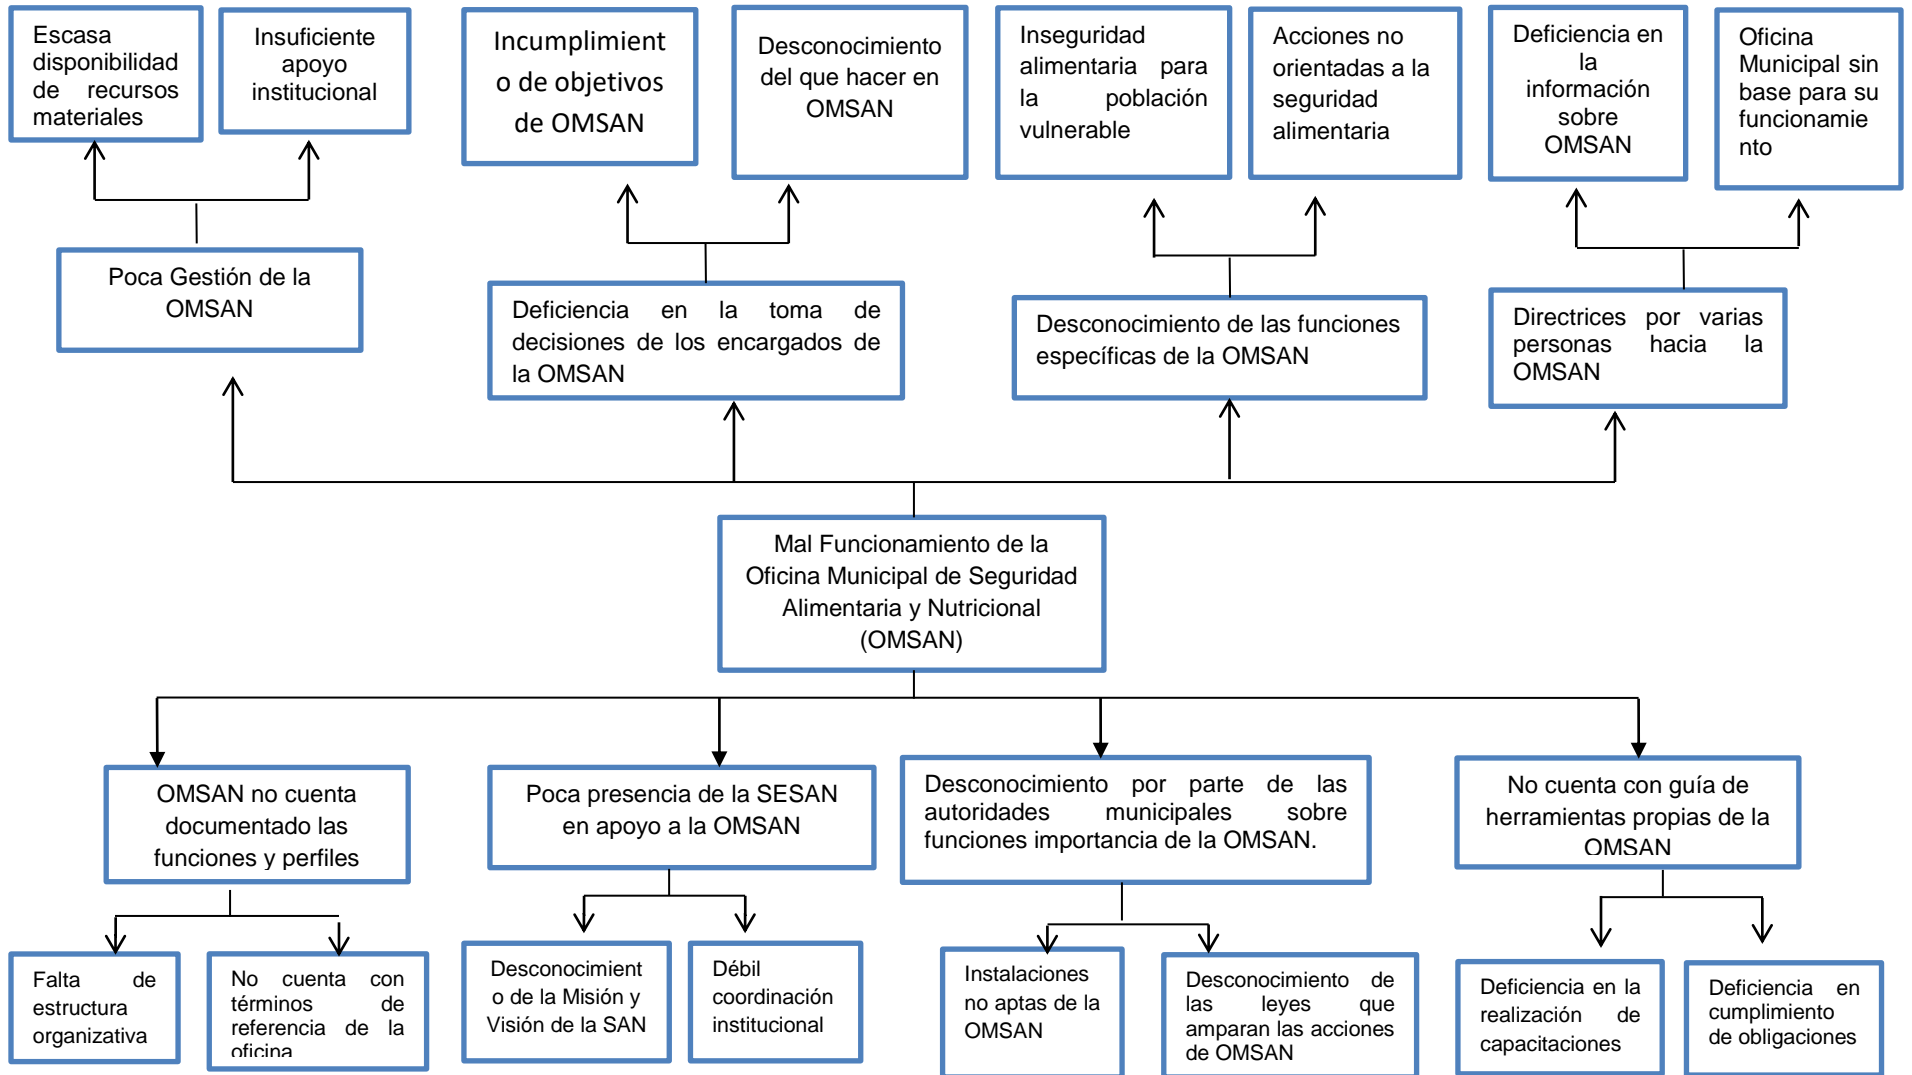 Escasa
disponibilidad
de recursos
materiales
Insuficiente
apoyo
institucional
Incumplimient
o de objetivos
de OMSAN
Desconocimiento
del que hacer en
OMSAN
Inseguridad
alimentaria para
la población
vulnerable
Acciones no
orientadas a la
seguridad
alimentaria
Deficiencia en
la
información
sobre
OMSAN
Oficina
Municipal sin
base para su
funcionamie
nto
Poca Gestión de la
OMSAN
Deficiencia en la toma de
decisiones de los encargados de
la OMSAN
Desconocimiento de las funciones
específicas de la OMSAN
Directrices por varias
personas hacia la
OMSAN
Mal Funcionamiento de la
Oficina Municipal de Seguridad
Alimentaria y Nutricional
(OMSAN)
OMSAN no cuenta
documentado las
funciones y perfiles
Poca presencia de la SESAN
en apoyo a la OMSAN
Desconocimiento por parte de las
autoridades municipales sobre
funciones importancia de la OMSAN.
No cuenta con guía de
herramientas propias de la
OMSAN
Falta de
estructura
organizativa
No cuenta con
términos de
referencia de la
oficina
Desconocimient
o de la Misión y
Visión de la SAN
Débil
coordinación
institucional
Instalaciones
no aptas de la
OMSAN
Desconocimiento de
las leyes que
amparan las acciones
de OMSAN
Deficiencia en la
realización de
capacitaciones
Deficiencia en
cumplimiento
de obligaciones